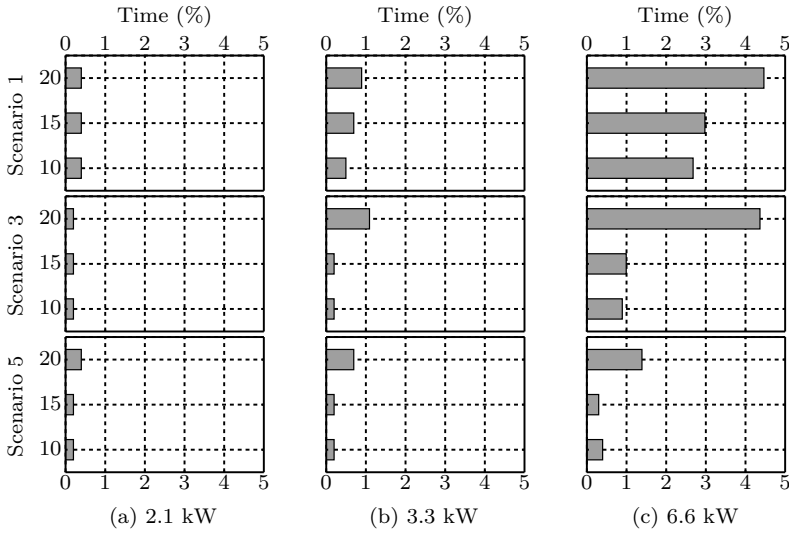 Time (%) Time (%) Time (%)
0 1 2 3 4 5 0 1 2 3 4 5 0 1 2 3 4 5
Scenario 1
20
15
10
Scenario 3
20
15
10
Scenario 5
20
15
10
0 1 2 3 4 5 0 1 2 3 4 5 0 1 2 3 4 5
(a) 2.1 kW (b) 3.3 kW (c) 6.6 kW